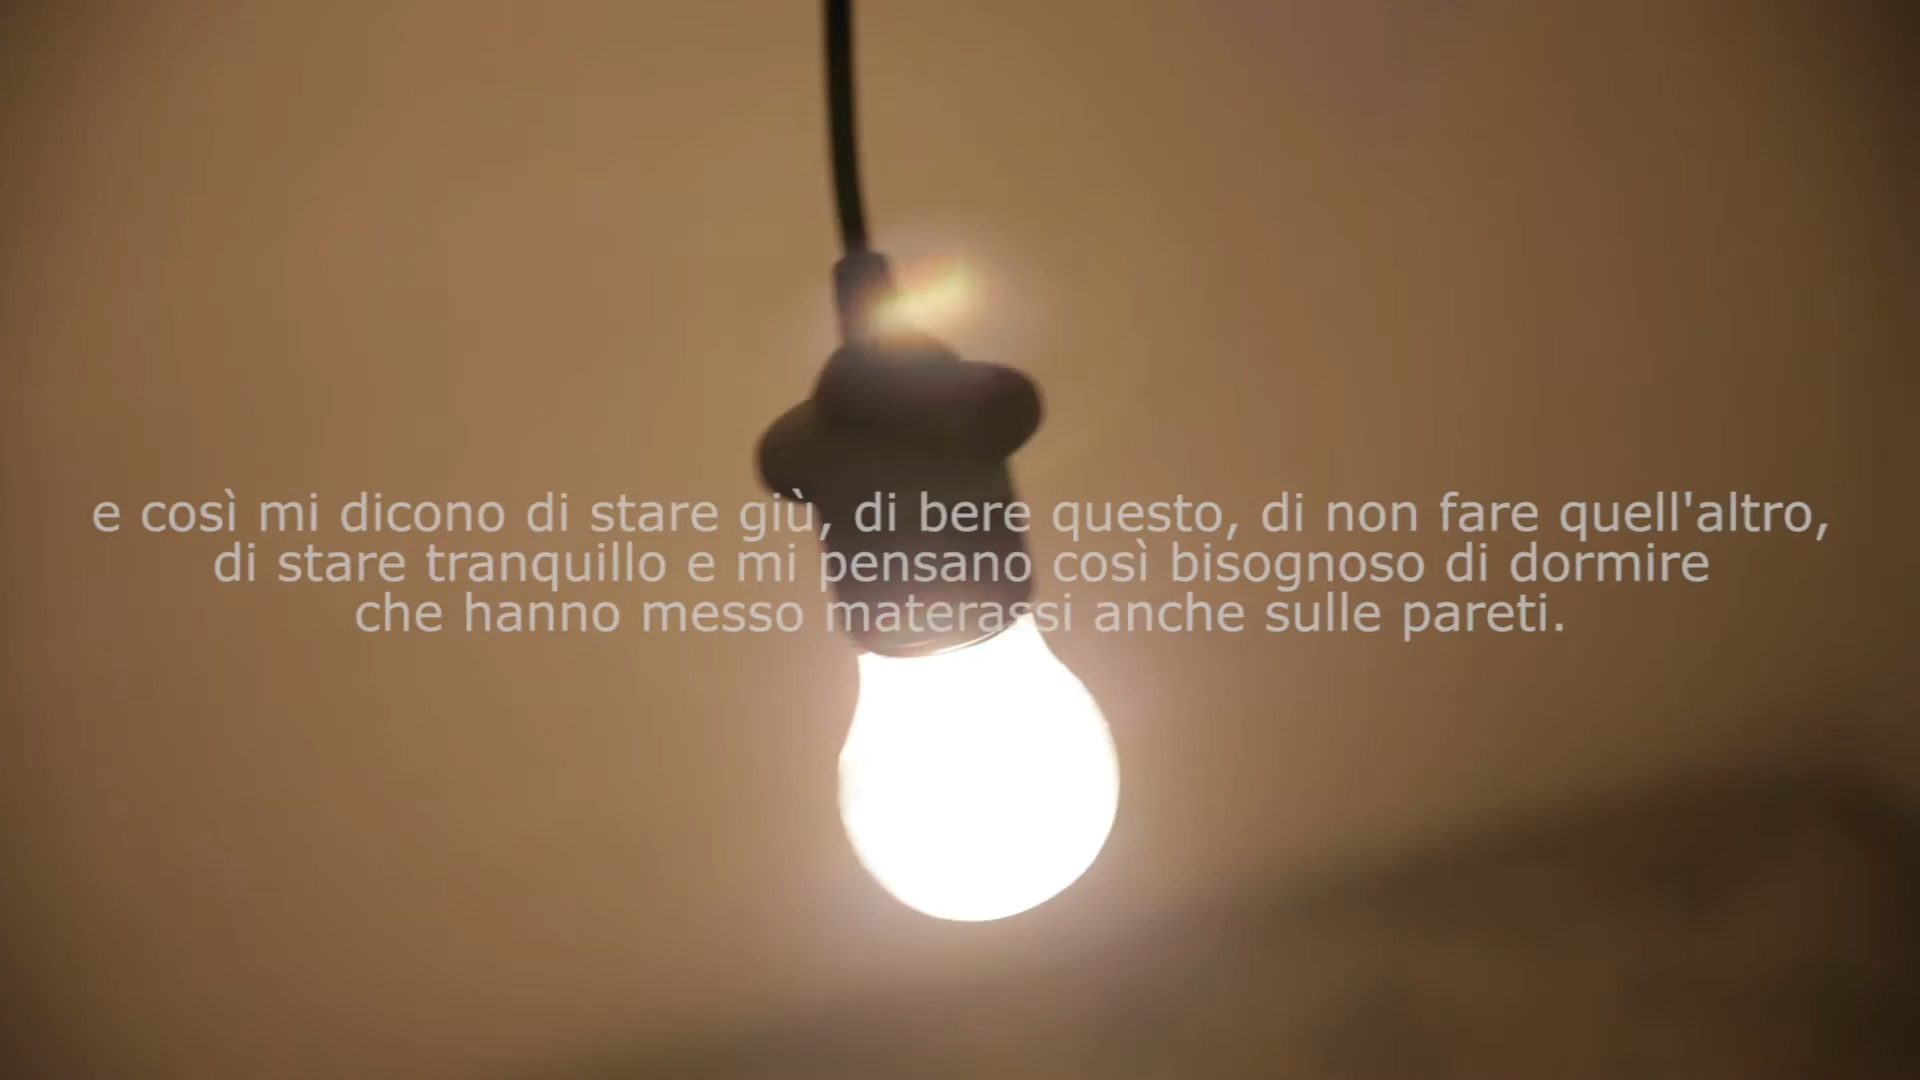 e così mi dicono di stare giù, di bere questo, di non fare quell'altro,
di stare tranquillo e mi pensano così bisognoso di dormire
che hanno messo materassi anche sulle pareti.